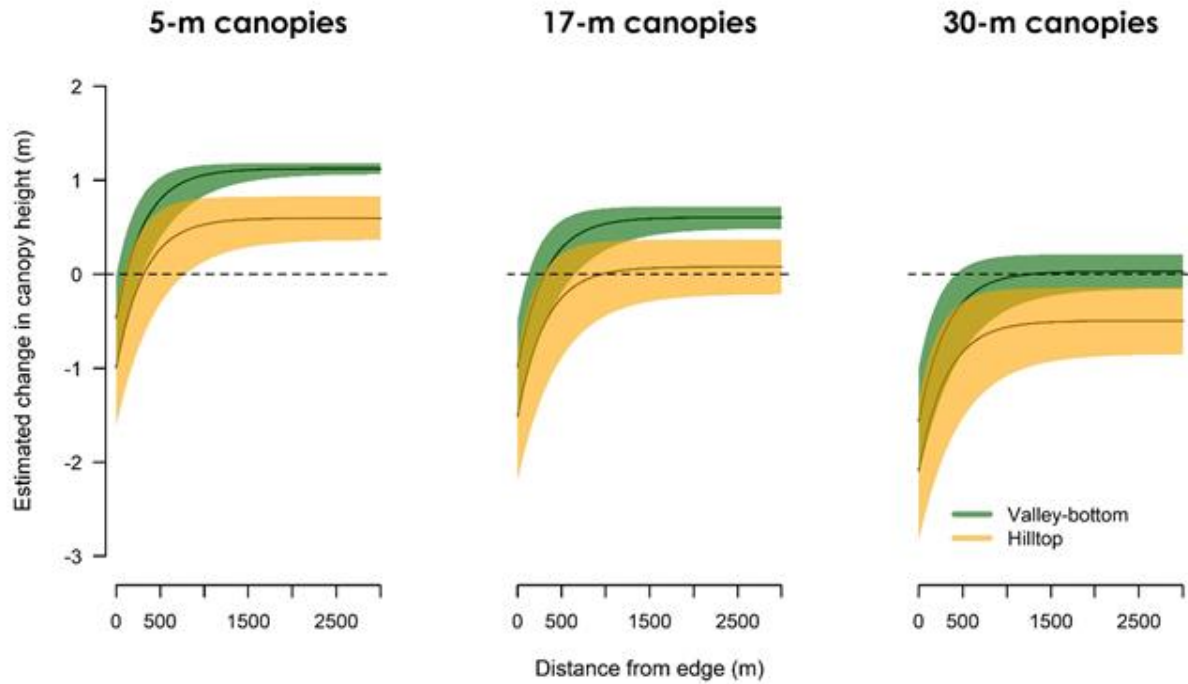 5-m canopies
17-m canopies
30-m canopies
Estimated change in canopy height (m)
2
1
0
-1
-2
-3
Valley-bottom
Hilltop
0 500 1500 2500
0 500 1500 2500
0 500 1500 2500
Distance from edge (m)